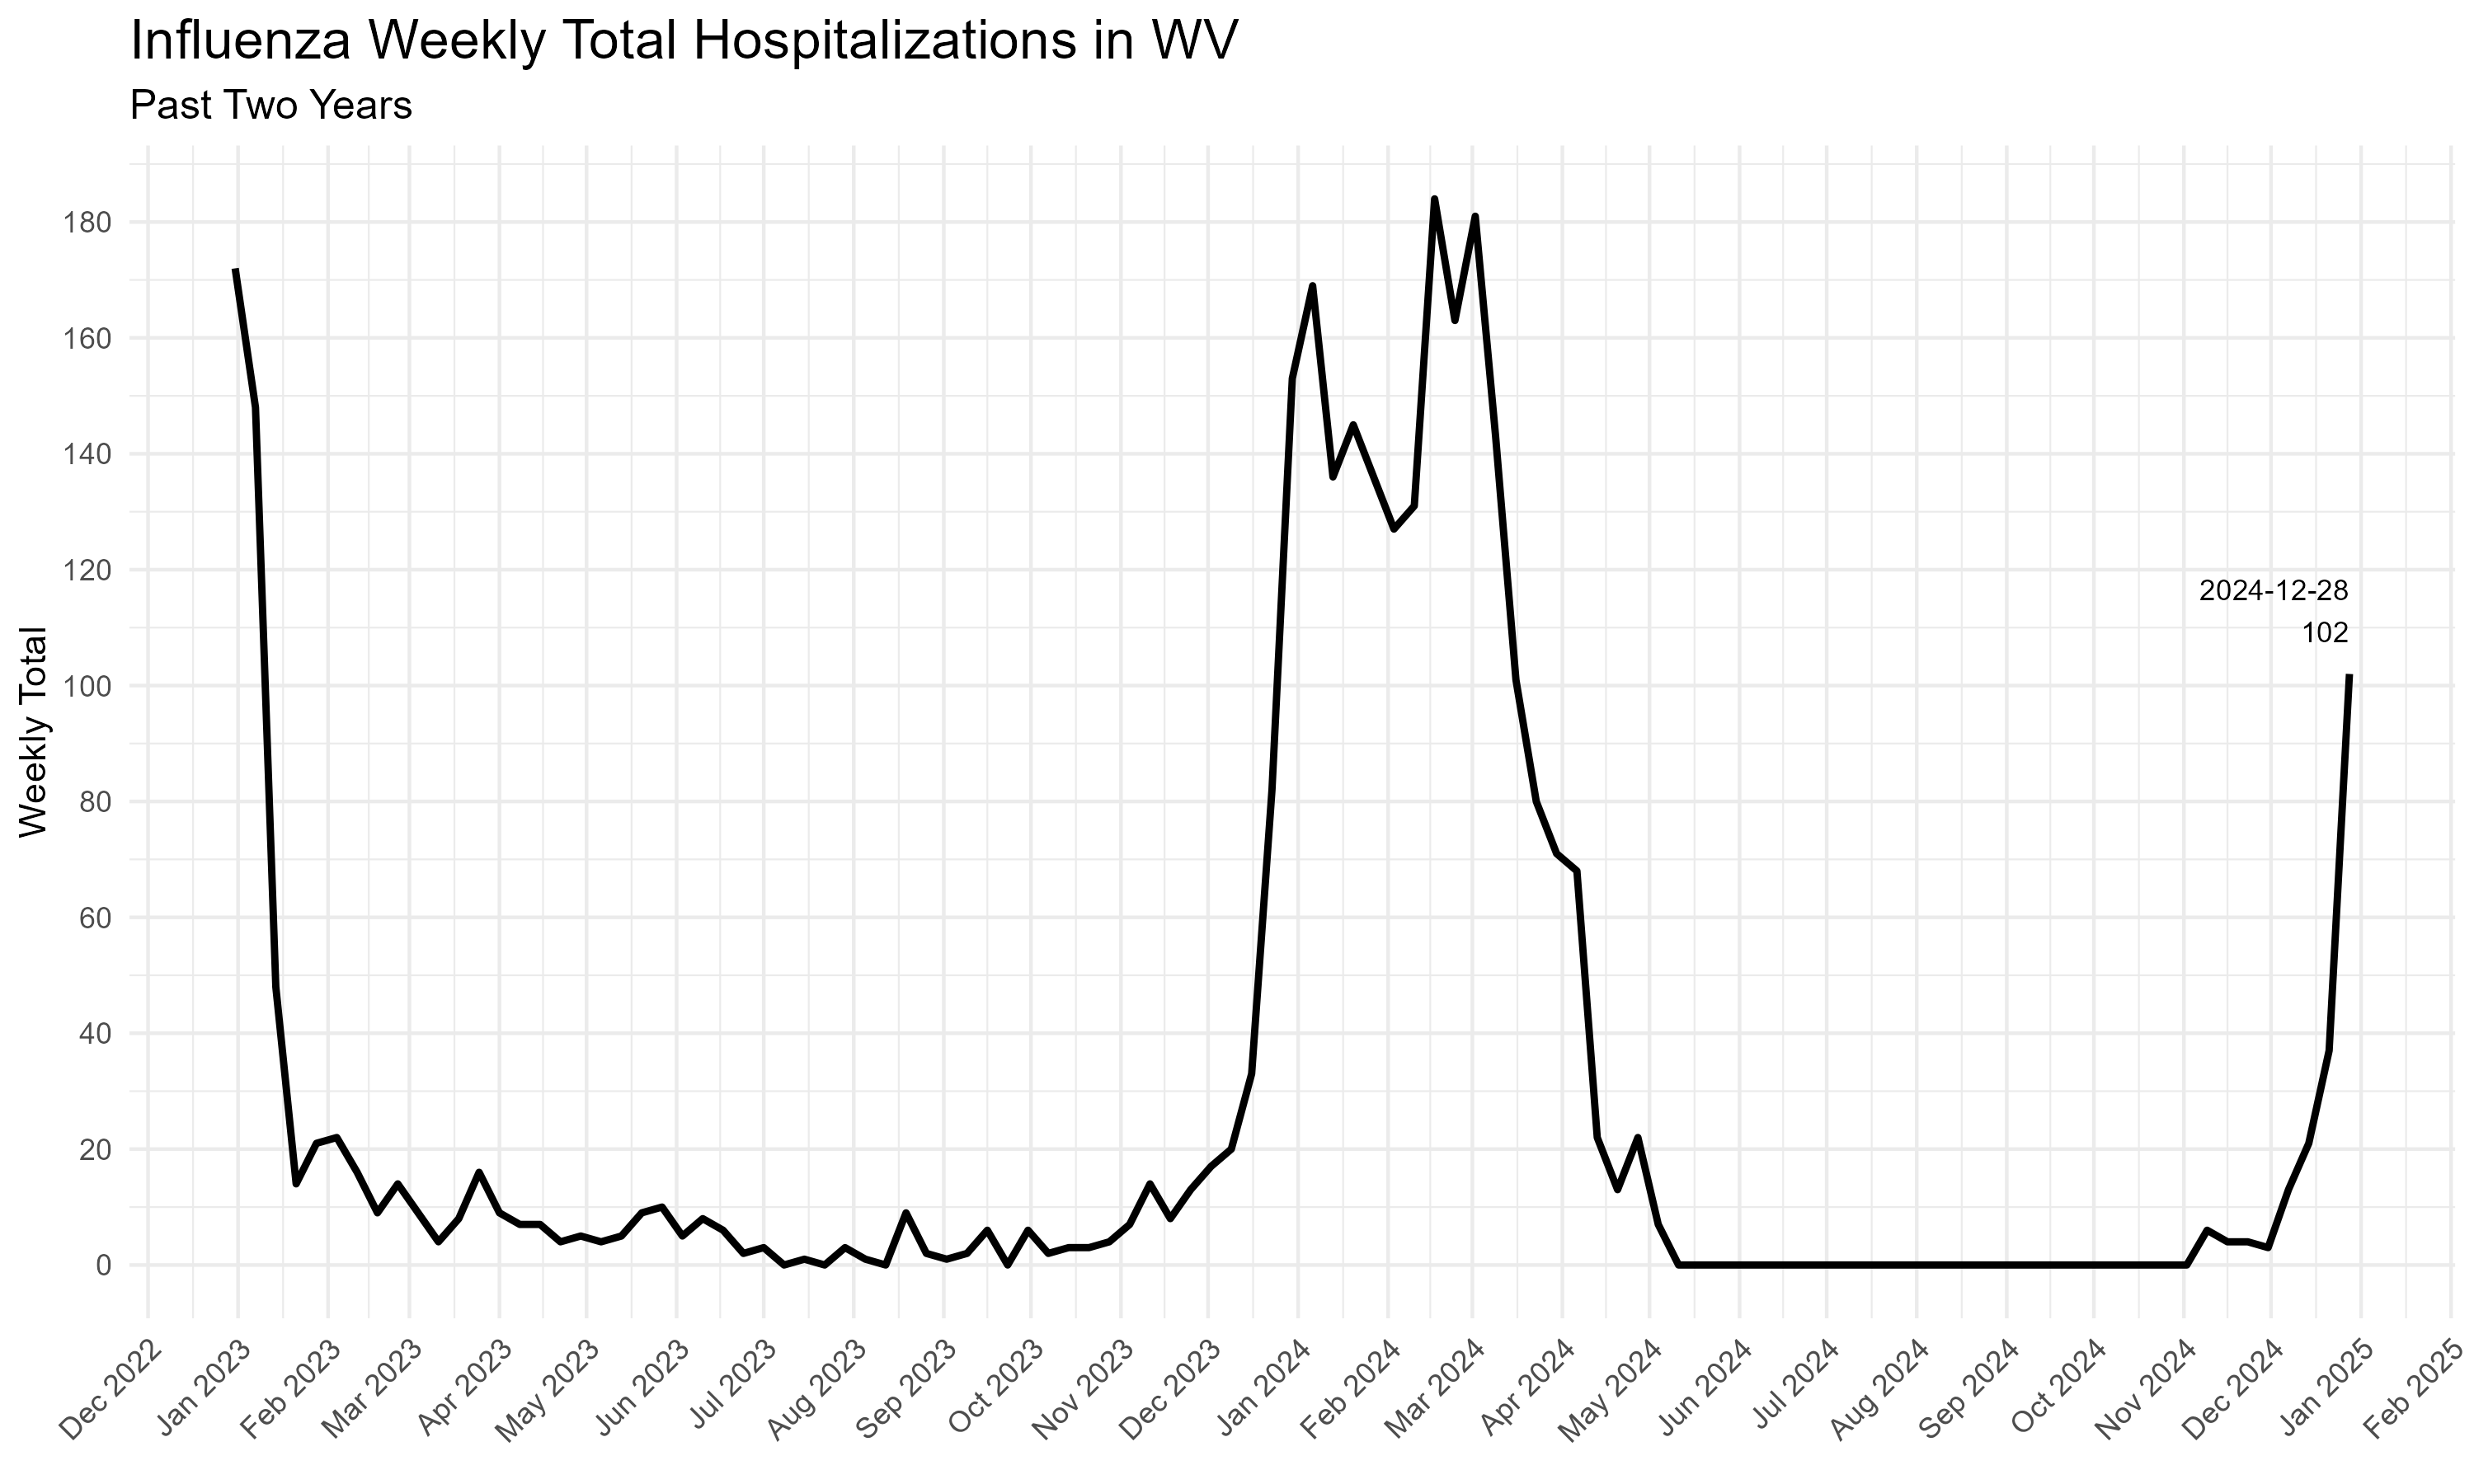 Influenza Weekly Total Hospitalizations in WV
Past Two Years
Weekly Total
180
160
140
120
100
80
60
40
20
0
2024-12-28
102
Dec 2022
Jan 2023
Feb 2023
Mar 2023
Apr 2023
May 2023
Jun 2023
Jul 2023
Aug 2023
Sep 2023
Oct 2023
Nov 2023
Dec 2023
Jan 2024
Feb 2024
Mar 2024
Apr 2024
May 2024
Jun 2024
Jul 2024
Aug 2024
Sep 2024
Oct 2024
Nov 2024
Dec 2024
Jan 2025
Feb 2025